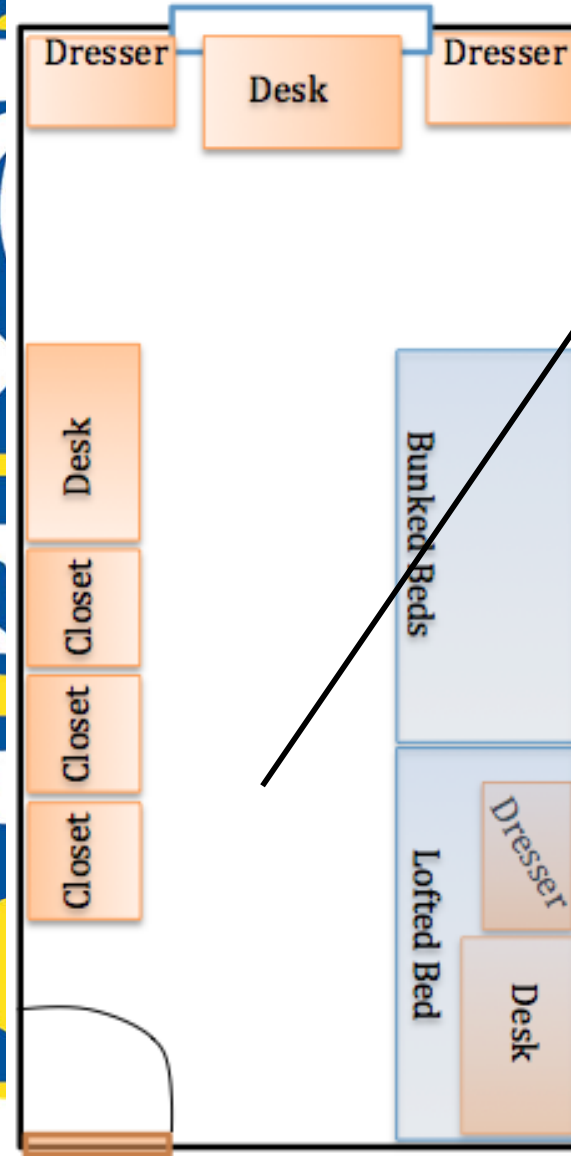 Dresser
Desk
Dresser
Desk
Bunked Beds
Closet
Closet
Closet
Dresser
Lofted Bed
Desk